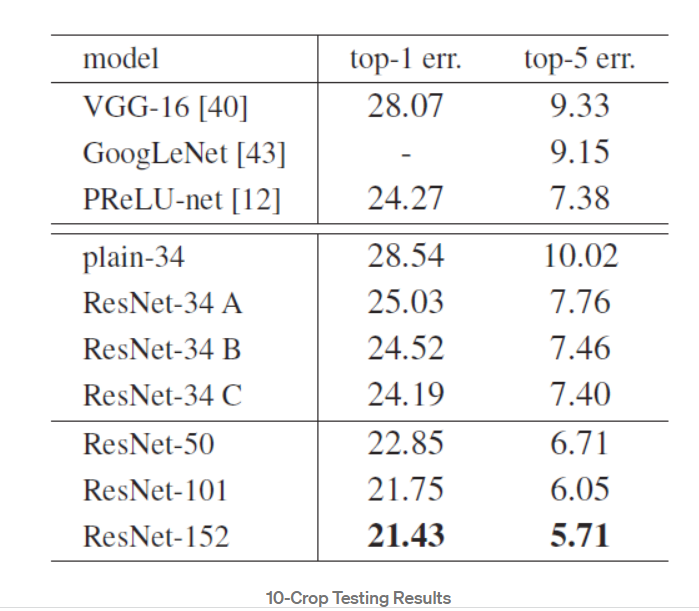 model top-1 err. top-5 err.
VGG-16 [40] 28.07 9.33
GoogLeNet [43] - 9.15
PReLU-net [12] 24.27 7.38
plain-34 28.54 10.02
ResNet-34 A 25.03 7.76
ResNet-34 B 24.52 7.46
ResNet-34 C 24.19 7.40
ResNet-50 22.85 6.71
ResNet-101 21.75 6.05
ResNet-152 21.43 5.71
10-Crop Testing Results